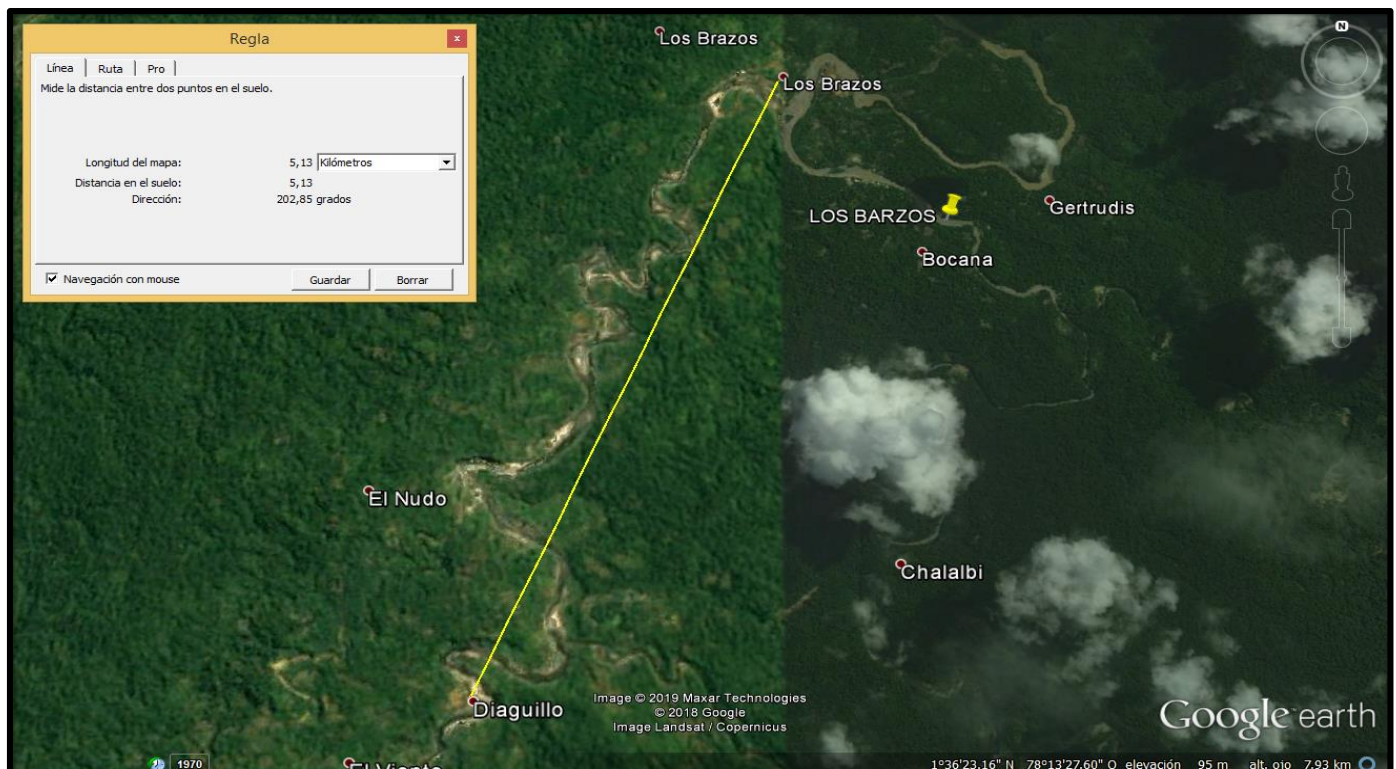 Regla
Línea Ruta Pro
Mide la distancia entre dos puntos en el suelo.
Longitud del mapa: 5,13 Kilómetros
Distancia en el suelo: 5,13
Dirección: 202,85 grados
Navegación con mouse Guardar Borrar
Los Brazos
Los Brazos
N
LOS BARZOS
Gertrudis
Bocana
El Nudo
Chalalbi
Diaguillo
Image © 2019 Maxar Technologies
© 2018 Google
Image Landsat / Copernicus
Google earth
1970
El Viento
1°36'23.16" N 78°13'27.60" O elevación 95 m alt. ojo 7.93 km